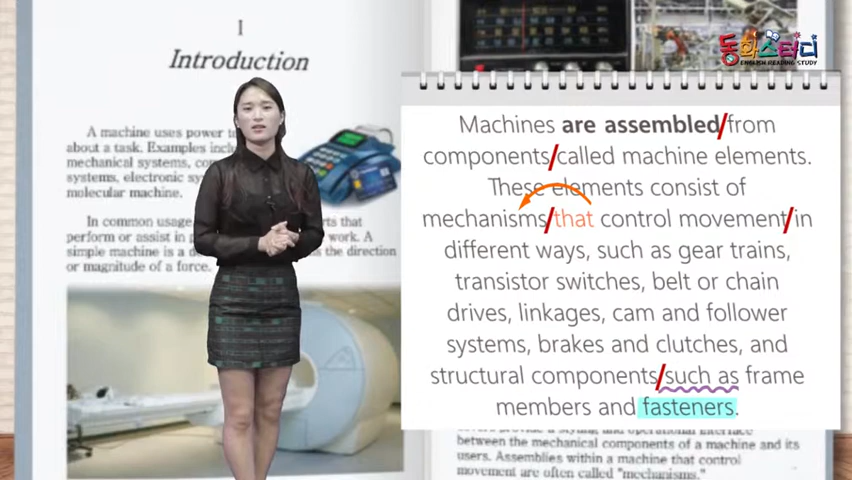 I
Introduction
A machine uses power to
about a task. Examples
mechanical systems,
systems, electronic
molecular machine.
In common usage
that
perform or assist in work. A
simple machine is a the direction
or magnitude of a force.
동화스터디
ENGLISH READING STUDY
Machines are assembled/from
components/called machine elements.
These elements consist of
mechanisms/that control movement/in
different ways, such as gear trains,
transistor switches, belt or chain
drives, linkages, cam and follower
systems, brakes and clutches, and
structural components/such as frame
members and fasteners.
between the mechanical components of a machine and its
users. Assemblies within a machine that control
movement are often called "mechanisms."